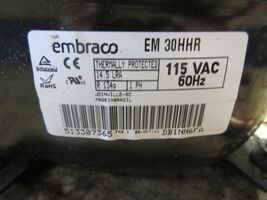 embraco EM 30HHR
THERMALLY PROTECTED
14.5 LRA
R 134a 1 PH
115 VAC
60Hz
RoHS
JOINVILLE-SC
MADE IN BRAZIL
513307365
DB1NN6FA